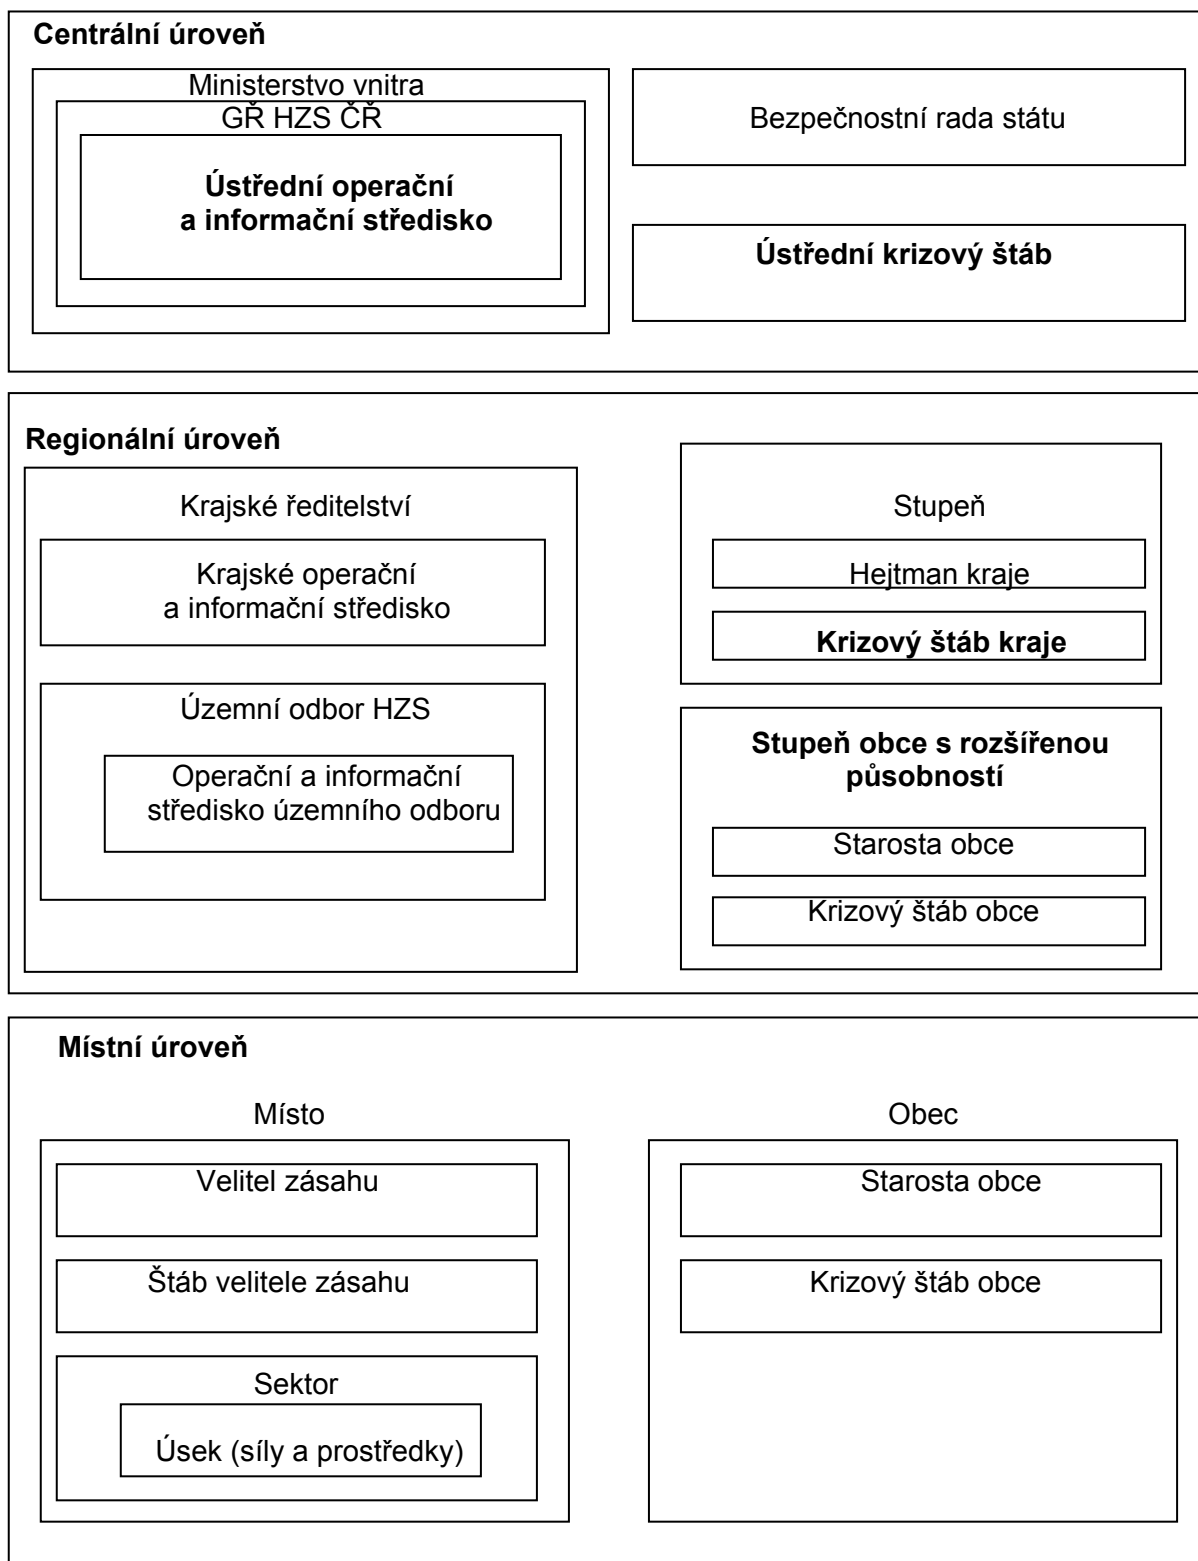 Centrální úroveň
Ministerstvo vnitra
GŘ HZS ČŘ
Ústřední operační
a informační středisko
Bezpečnostní rada státu
Ústřední krizový štáb
Regionální úroveň
Krajské ředitelství
Krajské operační
a informační středisko
Územní odbor HZS
Operační a informační
středisko územního odboru
Stupeň
Hejtman kraje
Krizový štáb kraje
Stupeň obce s rozšířenou
působností
Starosta obce
Krizový štáb obce
Místní úroveň
Místo
Velitel zásahu
Štáb velitele zásahu
Sektor
Úsek (síly a prostředky)
Obec
Starosta obce
Krizový štáb obce